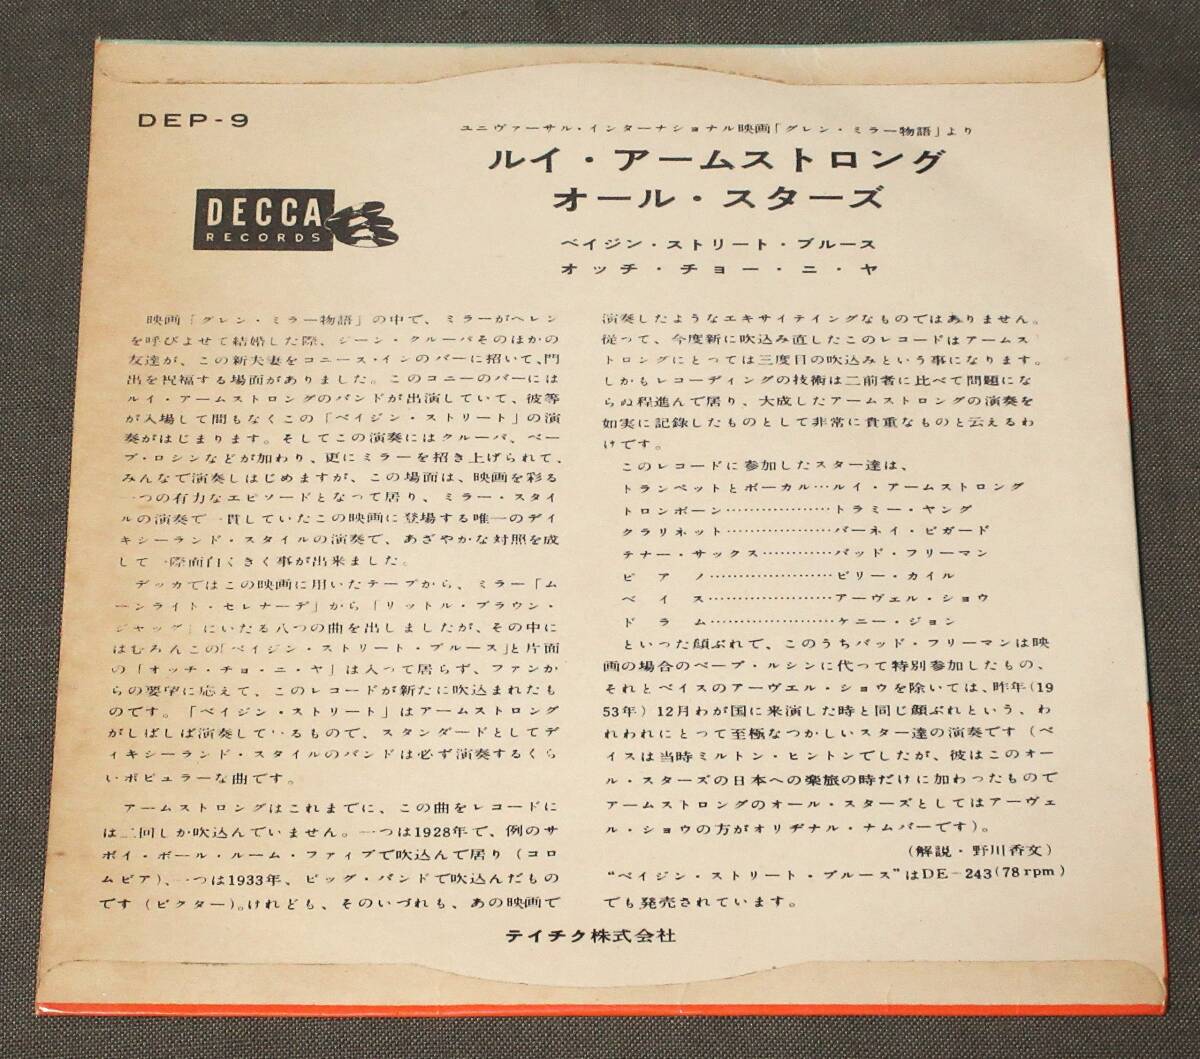 DEP-9
ユニヴァーサル・インターナショナル映画「グレン・ミラー物語」より
ルイ・アームストロング
オール・スターズ
DECCA
RECORDS
ベイジン・ストリート・ブルース
オッチ・チョー・ニ・ヤ
映画「グレン・ミラー物語」の中で、ミラーがヘレン
を呼びよせて結婚した際、ジーン・クルーパそのほかの
友達が、この新夫妻をコニース・インのバーに招いて、門
出を祝福する場面がありました。このコニーのバーには
ルイ・アームストロングのバンドが出演していて、彼等
が入場して間もなくこの「ベイジン・ストリート」の演
奏がはじまります。そしてこの演奏にはクルーパ、ベー
ブ・ロシンなどが加わり、更にミラーを招き上げられて、
みんなで演奏しはじめますが、この場面は、映画を彩る
一つの有力なエピソードとなって居り、ミラー・スタイ
ルの演奏で一貫していたこの映画に登場する唯一のディ
キシーランド・スタイルの演奏で、あざやかな対照を成
して一際面白くきく事が出来ました。
デッカではこの映画に用いたテープから、ミラー「ム
ーンライト・セレナーデ」から「リットル・ブラウン・
ジャッグ」にいたる八つの曲を出しましたが、その中に
はむろんこの「ベイジン・ストリート・ブルース」と片面
の「オッチ・チョ・ニ・ヤ」は入って居らず、ファンか
らの要望に応えて、このレコードが新たに吹込まれたも
のです。「ベイジン・ストリート」はアームストロング
がしばしば演奏しているもので、スタンダードとしてデ
ィキシーランド・スタイルのバンドは必ず演奏するくら
いポピュラーな曲です。
アームストロングはこれまでに、この曲をレコードに
は二回しか吹込んでいません。一つは1928年で、例のサ
ボイ・ボール・ルーム・ファィブで吹込んで居り（コロ
ムビア）、一つは1933年、ビッグ・バンドで吹込んだもの
です（ビクター）。けれども、そのいづれも、あの映画で
演奏したようなエキサイテイングなものではありません。
従って、今度新に吹込み直したこのレコードはアームス
トロングにとっては三度目の吹込みという事になります。
しかもレコーディングの技術は二前者に比べて問題にな
らぬ程進んで居り、大成したアームストロングの演奏を
如実に記録したものとして非常に貴重なものと云えるわ
けです。
このレコードに参加したスター達は、
トランペットとボーカル…ルイ・アームストロング
トロンボーン………………トラミー・ヤング
クラリネット………………バーネイ・ビガード
テナー・サックス…………バッド・フリーマン
ピアノ…………………ビリー・カイル
ベイス…………………アーヴェル・ショウ
ドラム…………………ケニー・ジョン
といった顔ぶれで、このうちバッド・フリーマンは映
画の場合のベーブ・ルシンに代って特別参加したもの、
それとベイスのアーヴエル・ショウを除いては、昨年（19
53年）12月わが国に来演した時と同じ顔ぶれという、わ
れわれにとって至極なつかしいスター達の演奏です（ベ
イスは当時ミルトン・ヒントンでしたが、彼はこのオー
ル・スターズの日本への楽旅の時だけに加わったもので
アームストロングのオール・スターズとしてはアーヴェ
ル・ショウの方がオリヂナル・ナムバーです）。
（解説・野川香文）
“ベイジン・ストリート・ブルース”はDE-243（78rpm）
でも発売されています。
テイチク株式会社